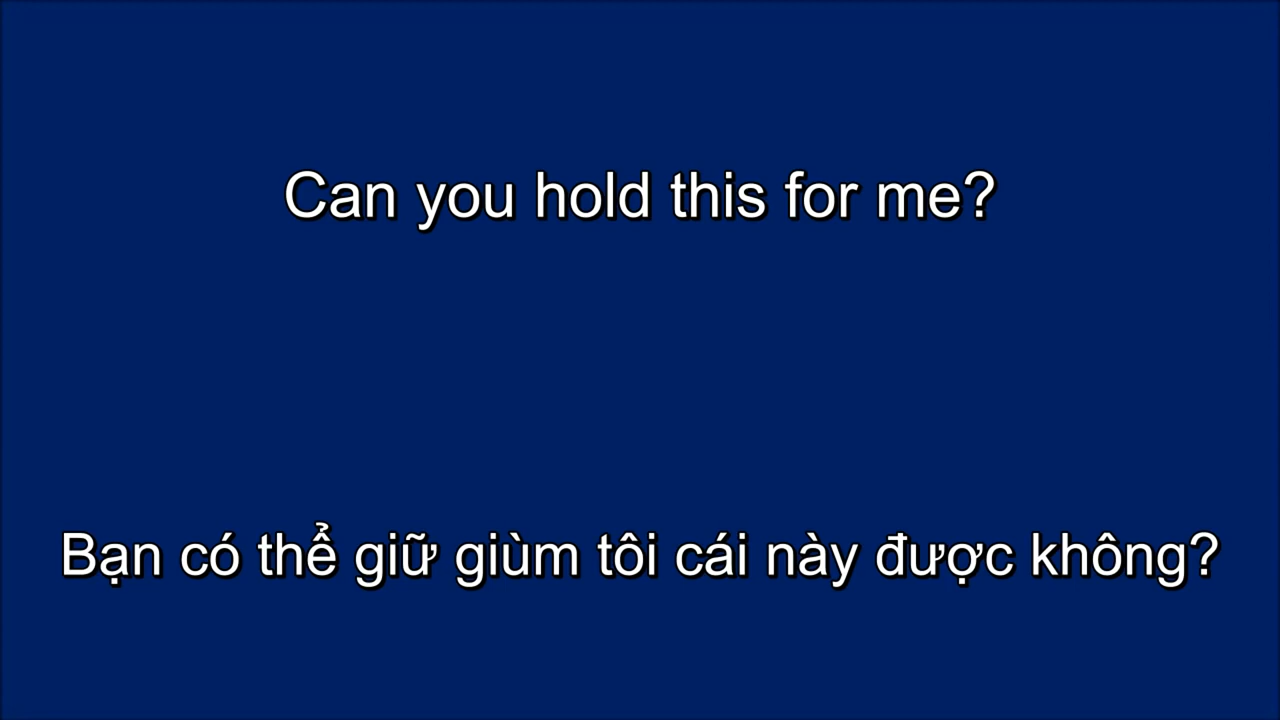 Can you hold this for me?
Bạn có thể giữ giùm tôi cái này được không?